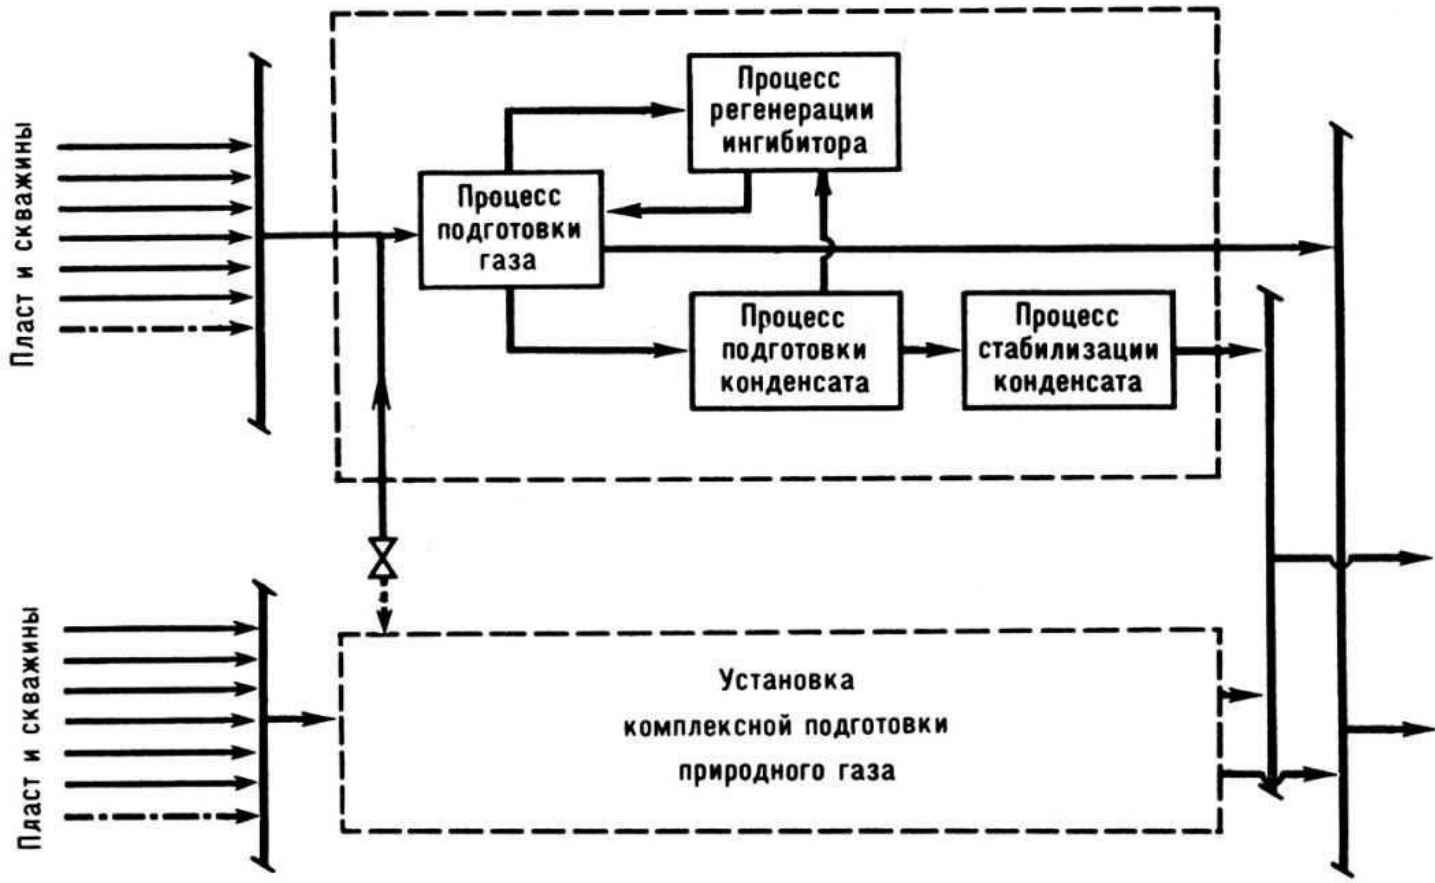 Пласт и скважины
Процесс
регенерации
ингибитора
Процесс
подготовки
газа
Процесс
подготовки
конденсата
Процесс
стабилизации
конденсата
Пласт и скважины
Установка
комплексной подготовки
природного газа